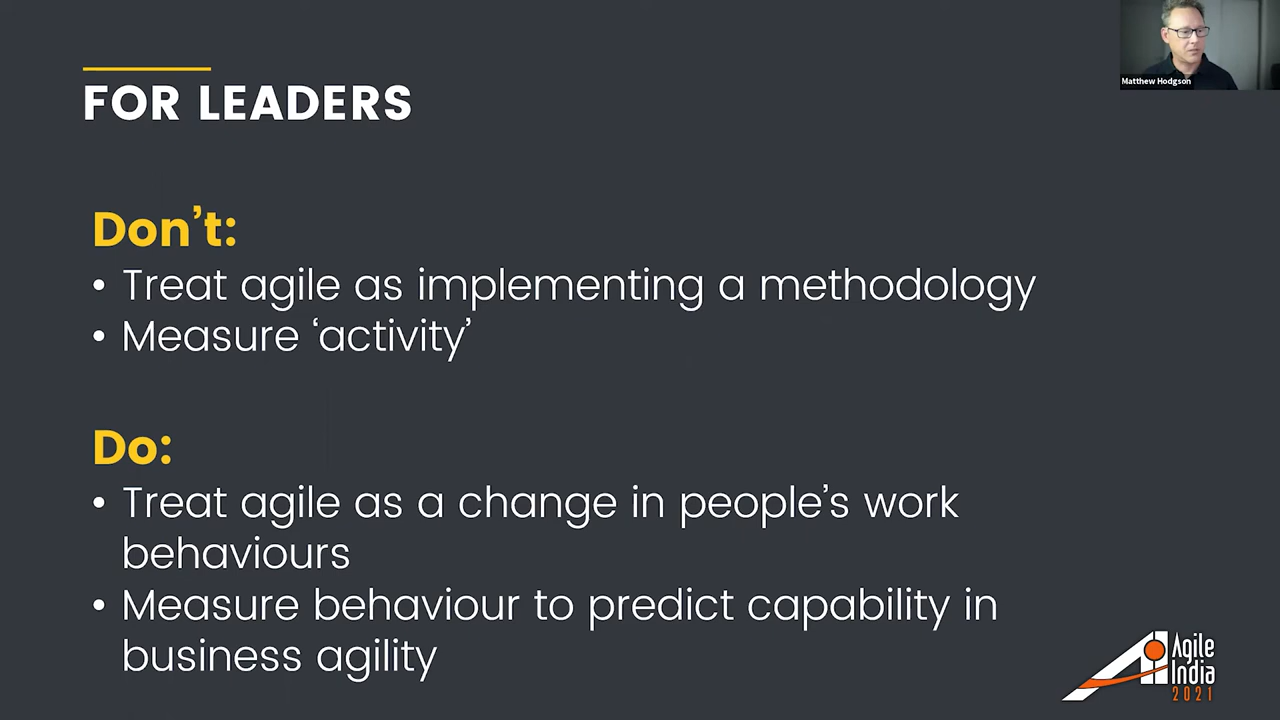 Matthew Hodgson
FOR LEADERS
Don’t:
• Treat agile as implementing a methodology
• Measure ‘activity’
Do:
• Treat agile as a change in people’s work
behaviours
• Measure behaviour to predict capability in
business agility
Agile
India
2021